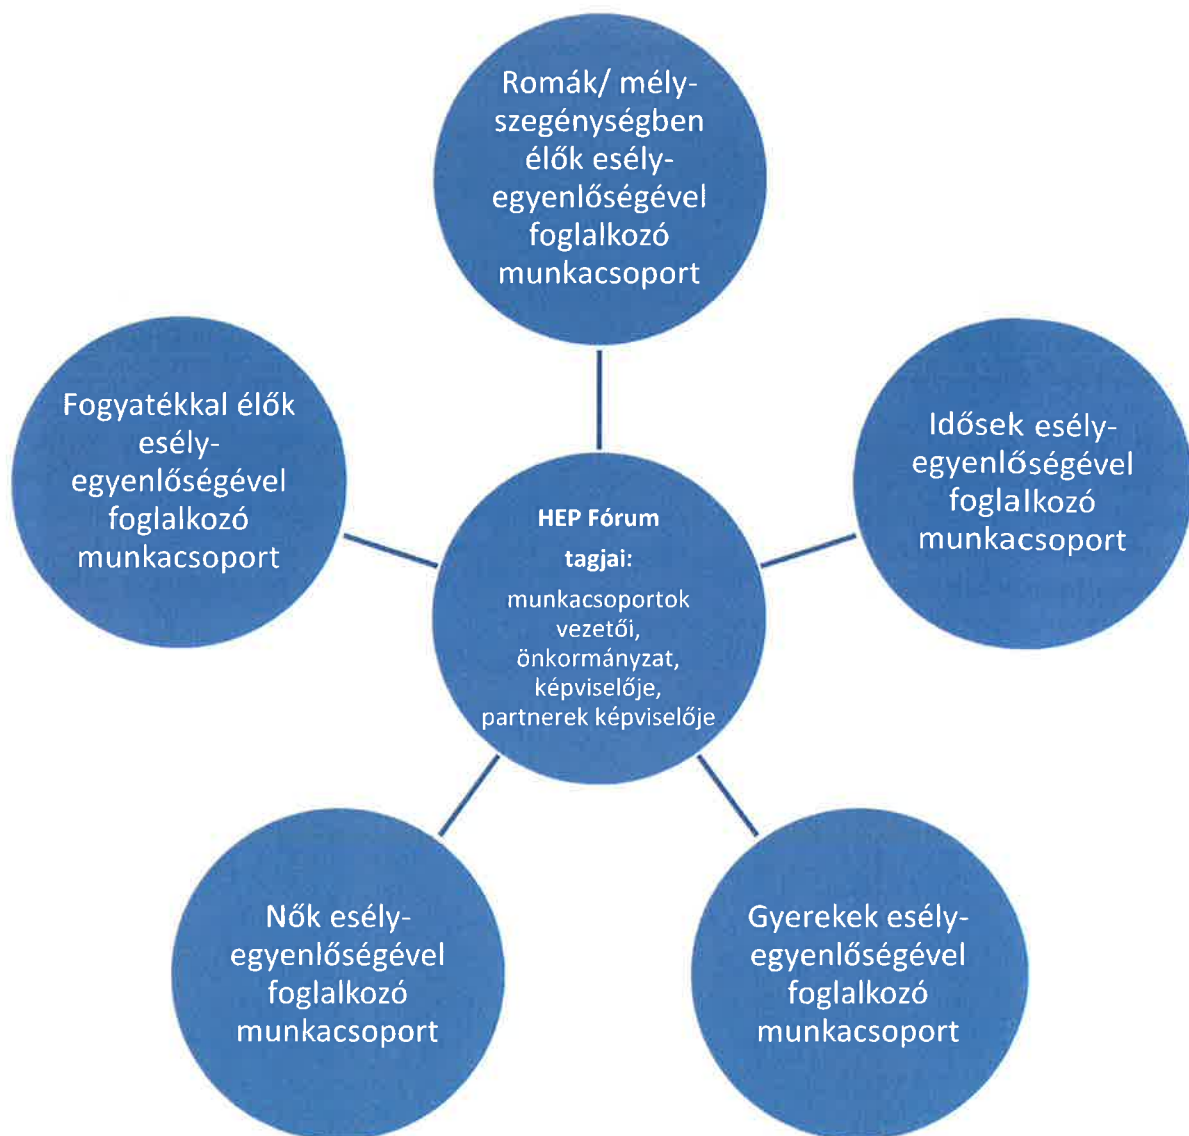 Romák/ mély-
szegénységben
élők esély-
egyenlőségével
foglalkozó
munkacsoport
Fogyatékkal élők
esély-
egyenlőségével
foglalkozó
munkacsoport
Idősek esély-
egyenlőségével
foglalkozó
munkacsoport
HEP Fórum
tagjai:
munkacsoportok
vezetői,
önkormányzat,
képviselője,
partnerek képviselője
Nők esély-
egyenlőségével
foglalkozó
munkacsoport
Gyerekek esély-
egyenlőségével
foglalkozó
munkacsoport